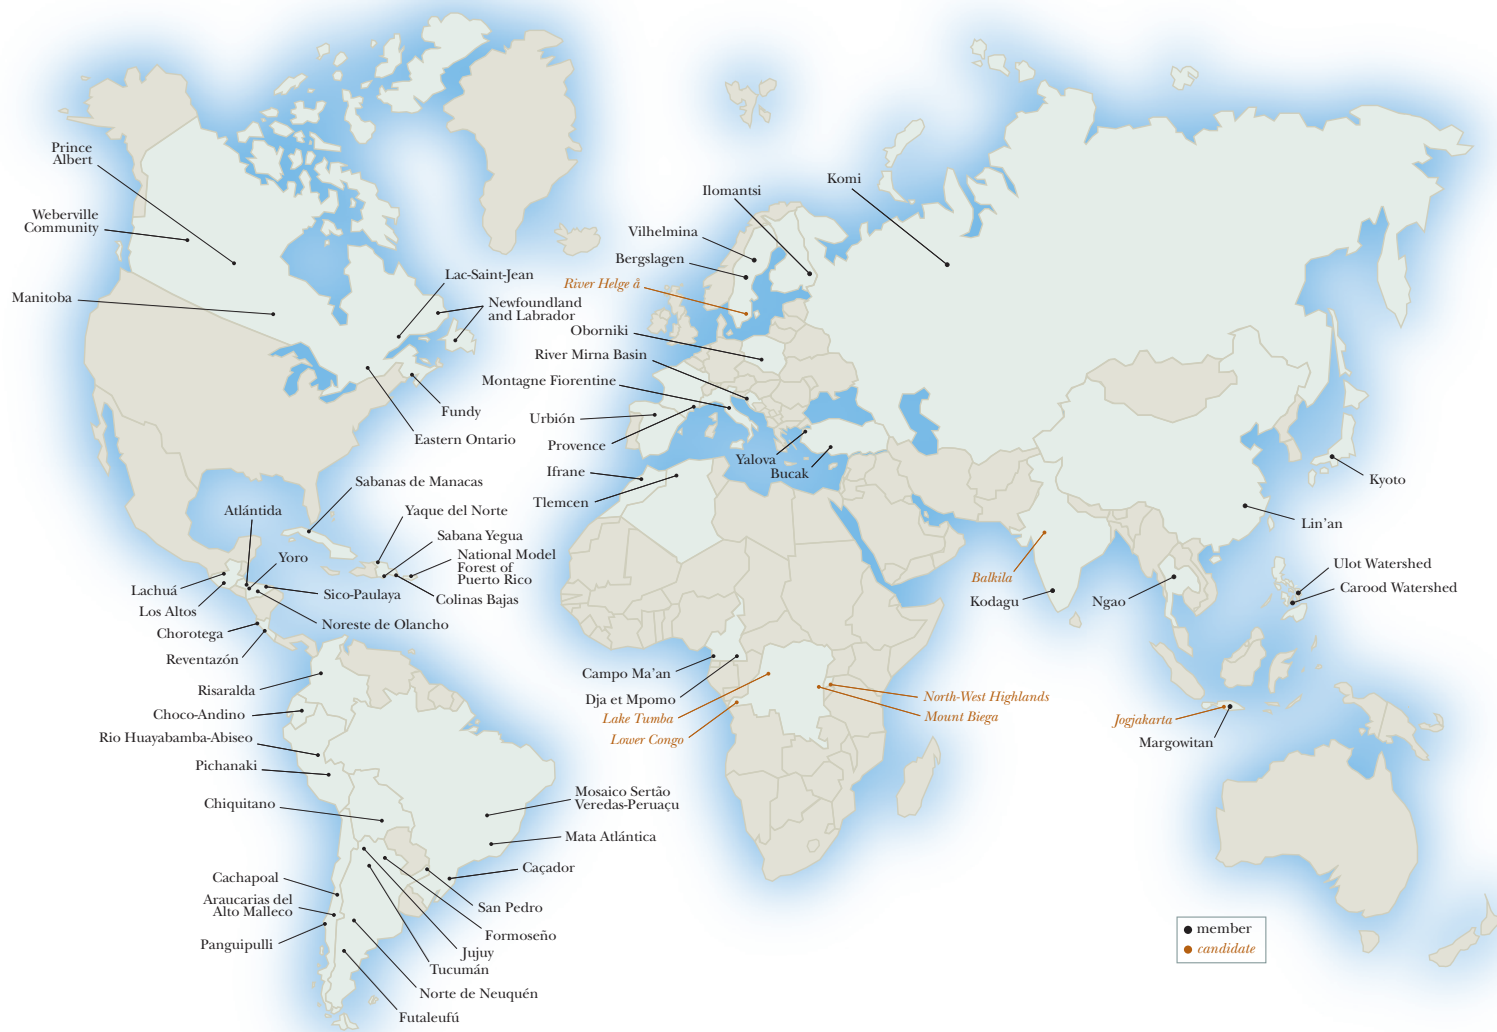 Prince
Albert
Weberville
Community
Manitoba
Lac-Saint-Jean
Newfoundland
and Labrador
Fundy
Eastern Ontario
Ilomantsi
Komi
Vilhelmina
Bergslagen
River Helge å
Oborniki
River Mirna Basin
Montagne Fiorentine
Urbión
Provence
Yalova
Bucak
Ifrane
Tlemcen
Kyoto
Lin’an
Sabanas de Manacas
Atlántida
Yaque del Norte
Sabana Yegua
Yoro
National Model
Forest of
Puerto Rico
Lachuá
Sico-Paulaya
Colinas Bajas
Los Altos
Noreste de Olancho
Chorotega
Reventazón
Balkila
Kodagu
Ngao
Ulot Watershed
Carood Watershed
Risaralda
Choco-Andino
Rio Huayabamba-Abiseo
Pichanaki
Chiquitano
Campo Ma’an
Dja et Mpomo
Lake Tumba
Lower Congo
North-West Highlands
Mount Biega
Jogjakarta
Margowitan
Mosaico Sertão
Veredas-Peruaçu
Mata Atlántica
Caçador
Cachapoal
Araucarias del
Alto Malleco
Panguipulli
San Pedro
Formoseño
Jujuy
Tucumán
Norte de Neuquén
Futaleufú
member
candidate